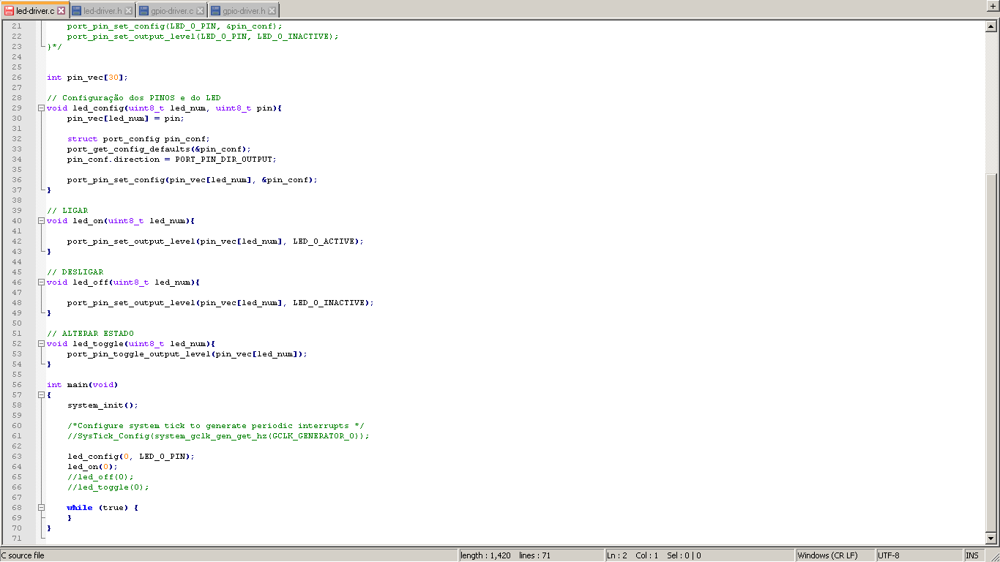 led-driver.c led-driver.h gpio-driver.c gpio-driver.h +
21 port_pin_set_config(LED_0_PIN, &pin_conf);
22 port_pin_set_output_level(LED_0_PIN, LED_0_INACTIVE);
23 }*/
24
25
26 int pin_vec[30];
27
28 // Configuração dos PINOS e do LED
29 void led_config(uint8_t led_num, uint8_t pin){
30 pin_vec[led_num] = pin;
31
32 struct port_config pin_conf;
33 port_get_config_defaults(&pin_conf);
34 pin_conf.direction = PORT_PIN_DIR_OUTPUT;
35
36 port_pin_set_config(pin_vec[led_num], &pin_conf);
37 }
38
39 // LIGAR
40 void led_on(uint8_t led_num){
41
42 port_pin_set_output_level(pin_vec[led_num], LED_0_ACTIVE);
43 }
44
45 // DESLIGAR
46 void led_off(uint8_t led_num){
47
48 port_pin_set_output_level(pin_vec[led_num], LED_0_INACTIVE);
49 }
50
51 // ALTERAR ESTADO
52 void led_toggle(uint8_t led_num){
53 port_pin_toggle_output_level(pin_vec[led_num]);
54 }
55
56 int main(void)
57 {
58 system_init();
59
60 /*Configure system tick to generate periodic interrupts */
61 //SysTick_Config(system_gclk_gen_get_hz(GCLK_GENERATOR_0));
62
63 led_config(0, LED_0_PIN);
64 led_on(0);
65 //led_off(0);
66 //led_toggle(0);
67
68 while (true) {
69 }
70 }
71
C source file length : 1,420 lines : 71 Ln : 2 Col : 1 Sel : 0 | 0 Windows (CR LF) UTF-8 INS